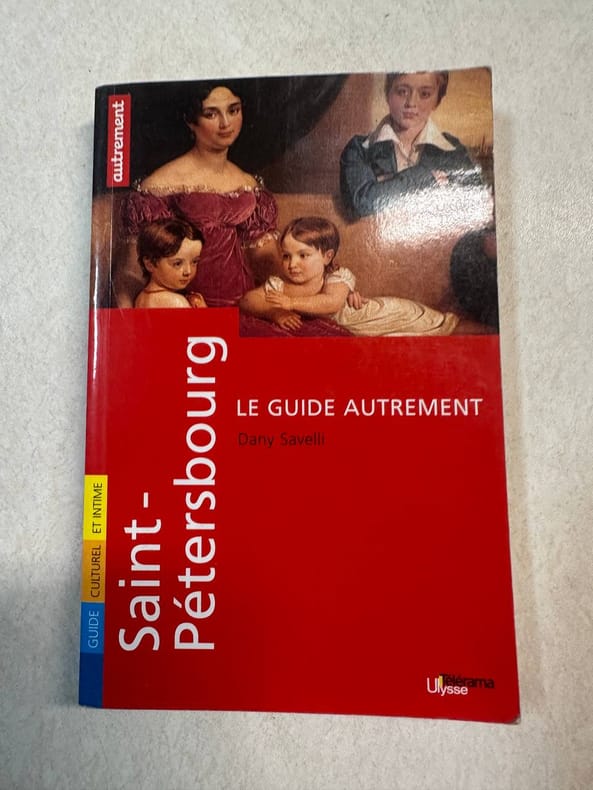 autrement
LE GUIDE AUTREMENT
Dany Savelli
Saint-
Pétersbourg
GUIDE CULTUREL ET INTIME
Télérama
Ulysse